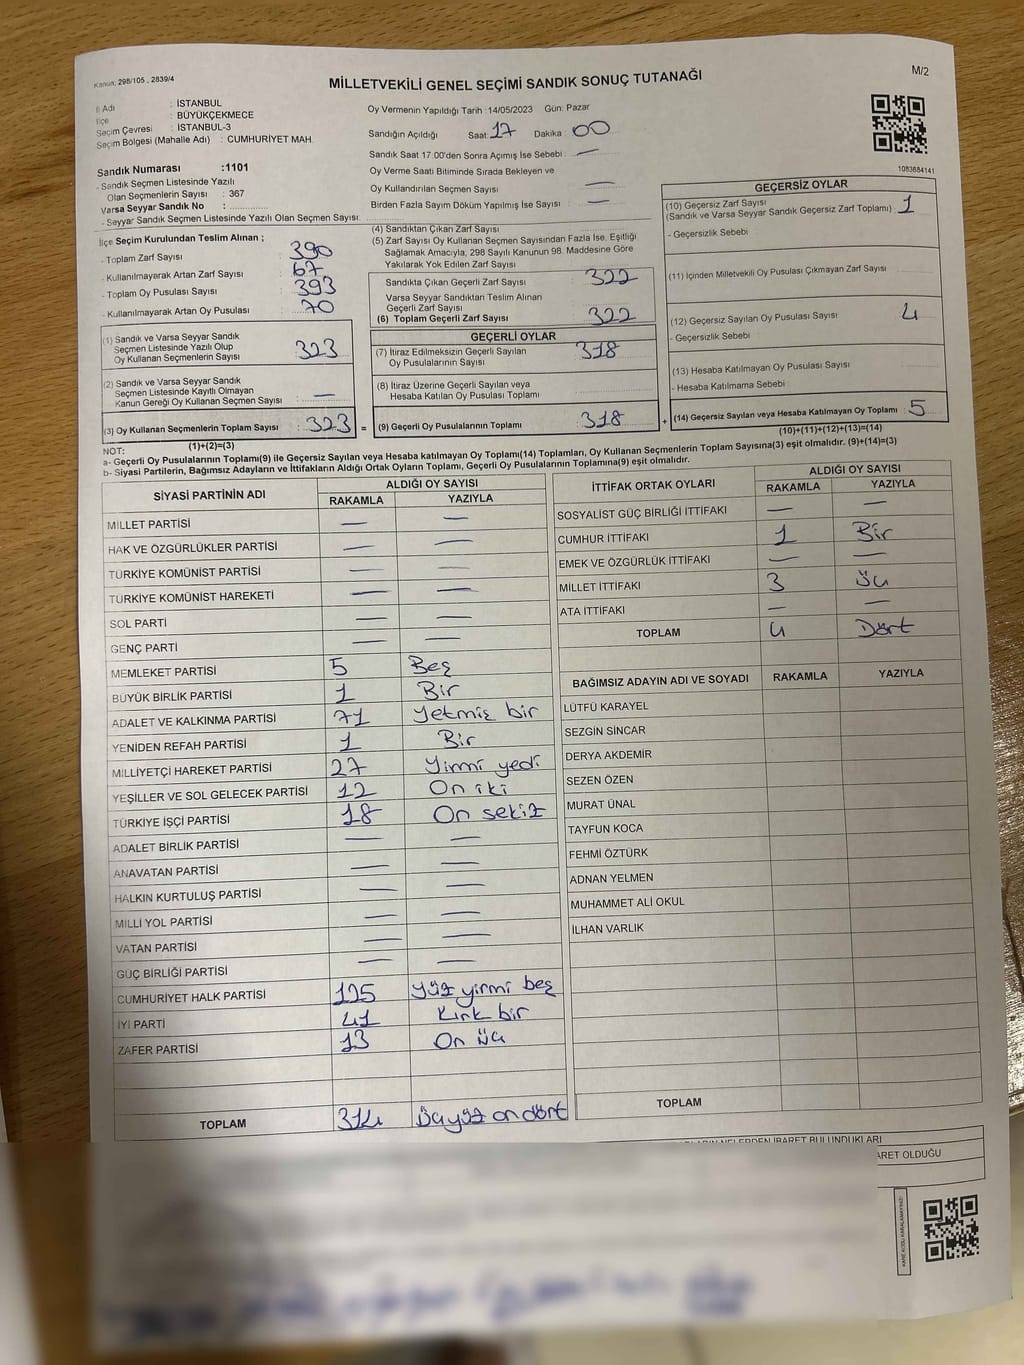 Kanun: 298/105 , 2839/4
MİLLETVEKİLİ GENEL SEÇİMİ SANDIK SONUÇ TUTANAĞI
M/2
İl Adı : İSTANBUL
İlçe : BÜYÜKÇEKMECE
Seçim Çevresi : İSTANBUL-3
Seçim Bölgesi (Mahalle Adı) : CUMHURİYET MAH.
Sandık Numarası :1101
- Sandık Seçmen Listesinde Yazılı
Olan Seçmenlerin Sayısı : 367
Varsa Seyyar Sandık No :
- Seyyar Sandık Seçmen Listesinde Yazılı Olan Seçmen Sayısı:
Oy Vermenin Yapıldığı Tarih :14/05/2023 Gün: Pazar
Sandığın Açıldığı Saat: 17 Dakika : 00
Sandık Saat 17:00'den Sonra Açılmış İse Sebebi : —
Oy Verme Saati Bitiminde Sırada Bekleyen ve
Oy Kullandırılan Seçmen Sayısı —
Birden Fazla Sayım Döküm Yapılmış İse Sayısı : —
1083684141
İlçe Seçim Kurulundan Teslim Alınan ;
- Toplam Zarf Sayısı : 390
- Kullanılmayarak Artan Zarf Sayısı : 67
- Toplam Oy Pusulası Sayısı : 393
- Kullanılmayarak Artan Oy Pusulası : 70
(1) Sandık ve Varsa Seyyar Sandık
Seçmen Listesinde Yazılı Olup
Oy Kullanan Seçmenlerin Sayısı : 323
(2) Sandık ve Varsa Seyyar Sandık
Seçmen Listesinde Kayıtlı Olmayan
Kanun Gereği Oy Kullanan Seçmen Sayısı : —
(3) Oy Kullanan Seçmenlerin Toplam Sayısı : 323 =
(1)+(2)=(3)
(4) Sandıktan Çıkan Zarf Sayısı :
(5) Zarf Sayısı Oy Kullanan Seçmen Sayısından Fazla İse, Eşitliği
Sağlamak Amacıyla, 298 Sayılı Kanunun 98. Maddesine Göre
Yakılarak Yok Edilen Zarf Sayısı
Sandıkta Çıkan Geçerli Zarf Sayısı : 322
Varsa Seyyar Sandıktan Teslim Alınan
Geçerli Zarf Sayısı :
(6) Toplam Geçerli Zarf Sayısı : 322
GEÇERLİ OYLAR
(7) İtiraz Edilmeksizin Geçerli Sayılan
Oy Pusulalarının Sayısı : 318
(8) İtiraz Üzerine Geçerli Sayılan veya
Hesaba Katılan Oy Pusulası Toplamı :
(9) Geçerli Oy Pusulalarının Toplamı : 318 +
GEÇERSİZ OYLAR
(10) Geçersiz Zarf Sayısı : 1
(Sandık ve Varsa Seyyar Sandık Geçersiz Zarf Toplamı)
- Geçersizlik Sebebi :
(11) İçinden Milletvekili Oy Pusulası Çıkmayan Zarf Sayısı :
(12) Geçersiz Sayılan Oy Pusulası Sayısı : 4
- Geçersizlik Sebebi :
(13) Hesaba Katılmayan Oy Pusulası Sayısı :
- Hesaba Katılmama Sebebi :
(14) Geçersiz Sayılan veya Hesaba Katılmayan Oy Toplamı : 5
(10)+(11)+(12)+(13)=(14)
NOT:
a- Geçerli Oy Pusulalarının Toplamı(9) ile Geçersiz Sayılan veya Hesaba katılmayan Oy Toplamı(14) Toplamları, Oy Kullanan Seçmenlerin Toplam Sayısına(3) eşit olmalıdır. (9)+(14)=(3)
b- Siyasi Partilerin, Bağımsız Adayların ve İttifakların Aldığı Ortak Oyların Toplamı, Geçerli Oy Pusulalarının Toplamına(9) eşit olmalıdır.
SİYASİ PARTİNİN ADI ALDIĞI OY SAYISI
RAKAMLA YAZIYLA
MİLLET PARTİSİ — —
HAK VE ÖZGÜRLÜKLER PARTİSİ — —
TÜRKİYE KOMÜNİST PARTİSİ — —
TÜRKİYE KOMÜNİST HAREKETİ — —
SOL PARTİ — —
GENÇ PARTİ — —
MEMLEKET PARTİSİ 5 Beş
BÜYÜK BİRLİK PARTİSİ 1 Bir
ADALET VE KALKINMA PARTİSİ 71 Yetmiş bir
YENİDEN REFAH PARTİSİ 1 Bir
MİLLİYETÇİ HAREKET PARTİSİ 27 Yirmi yedi
YEŞİLLER VE SOL GELECEK PARTİSİ 12 On iki
TÜRKİYE İŞÇİ PARTİSİ 18 On sekiz
ADALET BİRLİK PARTİSİ — —
ANAVATAN PARTİSİ — —
HALKIN KURTULUŞ PARTİSİ — —
MİLLİ YOL PARTİSİ — —
VATAN PARTİSİ — —
GÜÇ BİRLİĞİ PARTİSİ — —
CUMHURİYET HALK PARTİSİ 125 Yüz yirmi beş
İYİ PARTİ 41 Kırk bir
ZAFER PARTİSİ 13 On üç
TOPLAM 314 Üçyüz on dört
İTTİFAK ORTAK OYLARI ALDIĞI OY SAYISI
RAKAMLA YAZIYLA
SOSYALİST GÜÇ BİRLİĞİ İTTİFAKI — —
CUMHUR İTTİFAKI 1 Bir
EMEK VE ÖZGÜRLÜK İTTİFAKI — —
MİLLET İTTİFAKI 3 Üç
ATA İTTİFAKI — —
TOPLAM 4 Dört
BAĞIMSIZ ADAYIN ADI VE SOYADI RAKAMLA YAZIYLA
LÜTFÜ KARAYEL
SEZGİN SİNCAR
DERYA AKDEMİR
SEZEN ÖZEN
MURAT ÜNAL
TAYFUN KOCA
FEHMİ ÖZTÜRK
ADNAN YELMEN
MUHAMMET ALİ OKUL
İLHAN VARLIK
TOPLAM
NELERDEN İBARET BULUNDUKLARI
OLDUĞU